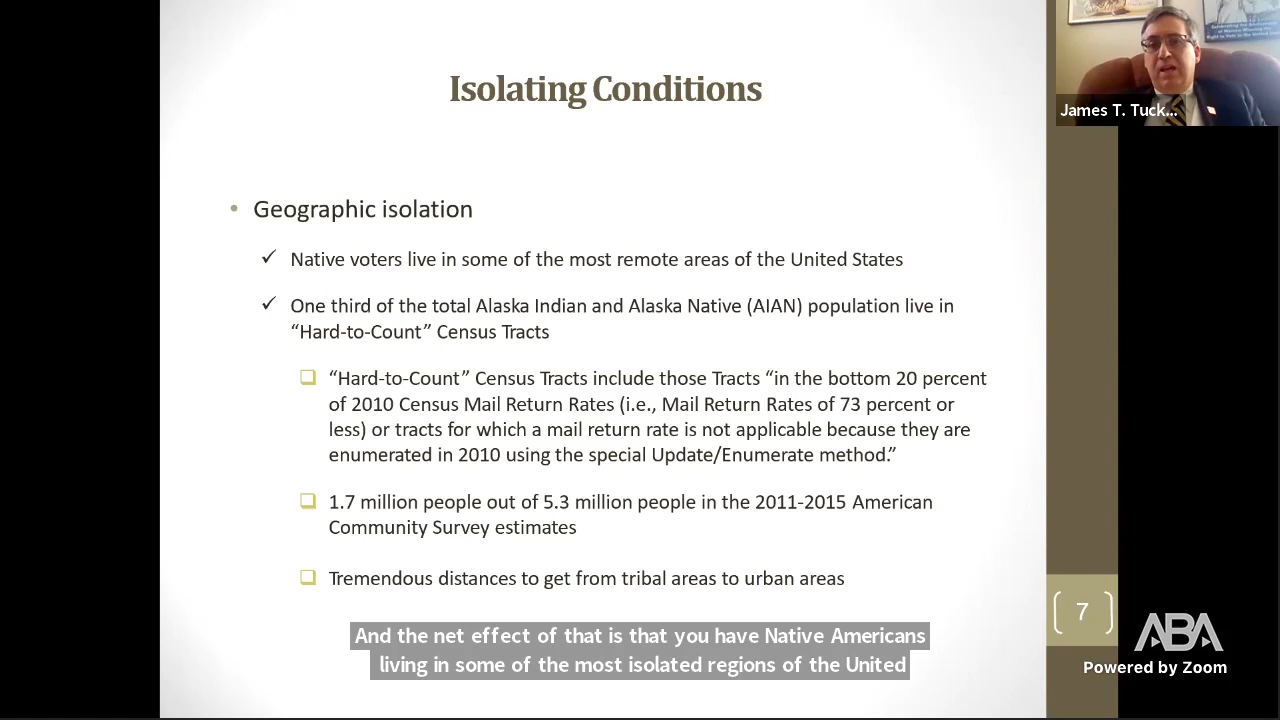 Isolating Conditions
James T. Tuck...
• Geographic isolation
✓ Native voters live in some of the most remote areas of the United States
✓ One third of the total Alaska Indian and Alaska Native (AIAN) population live in
“Hard-to-Count” Census Tracts
❑ “Hard-to-Count” Census Tracts include those Tracts “in the bottom 20 percent
of 2010 Census Mail Return Rates (i.e., Mail Return Rates of 73 percent or
less) or tracts for which a mail return rate is not applicable because they are
enumerated in 2010 using the special Update/Enumerate method.”
❑ 1.7 million people out of 5.3 million people in the 2011-2015 American
Community Survey estimates
❑ Tremendous distances to get from tribal areas to urban areas
7
And the net effect of that is that you have Native Americans
living in some of the most isolated regions of the United
ABA
Powered by Zoom